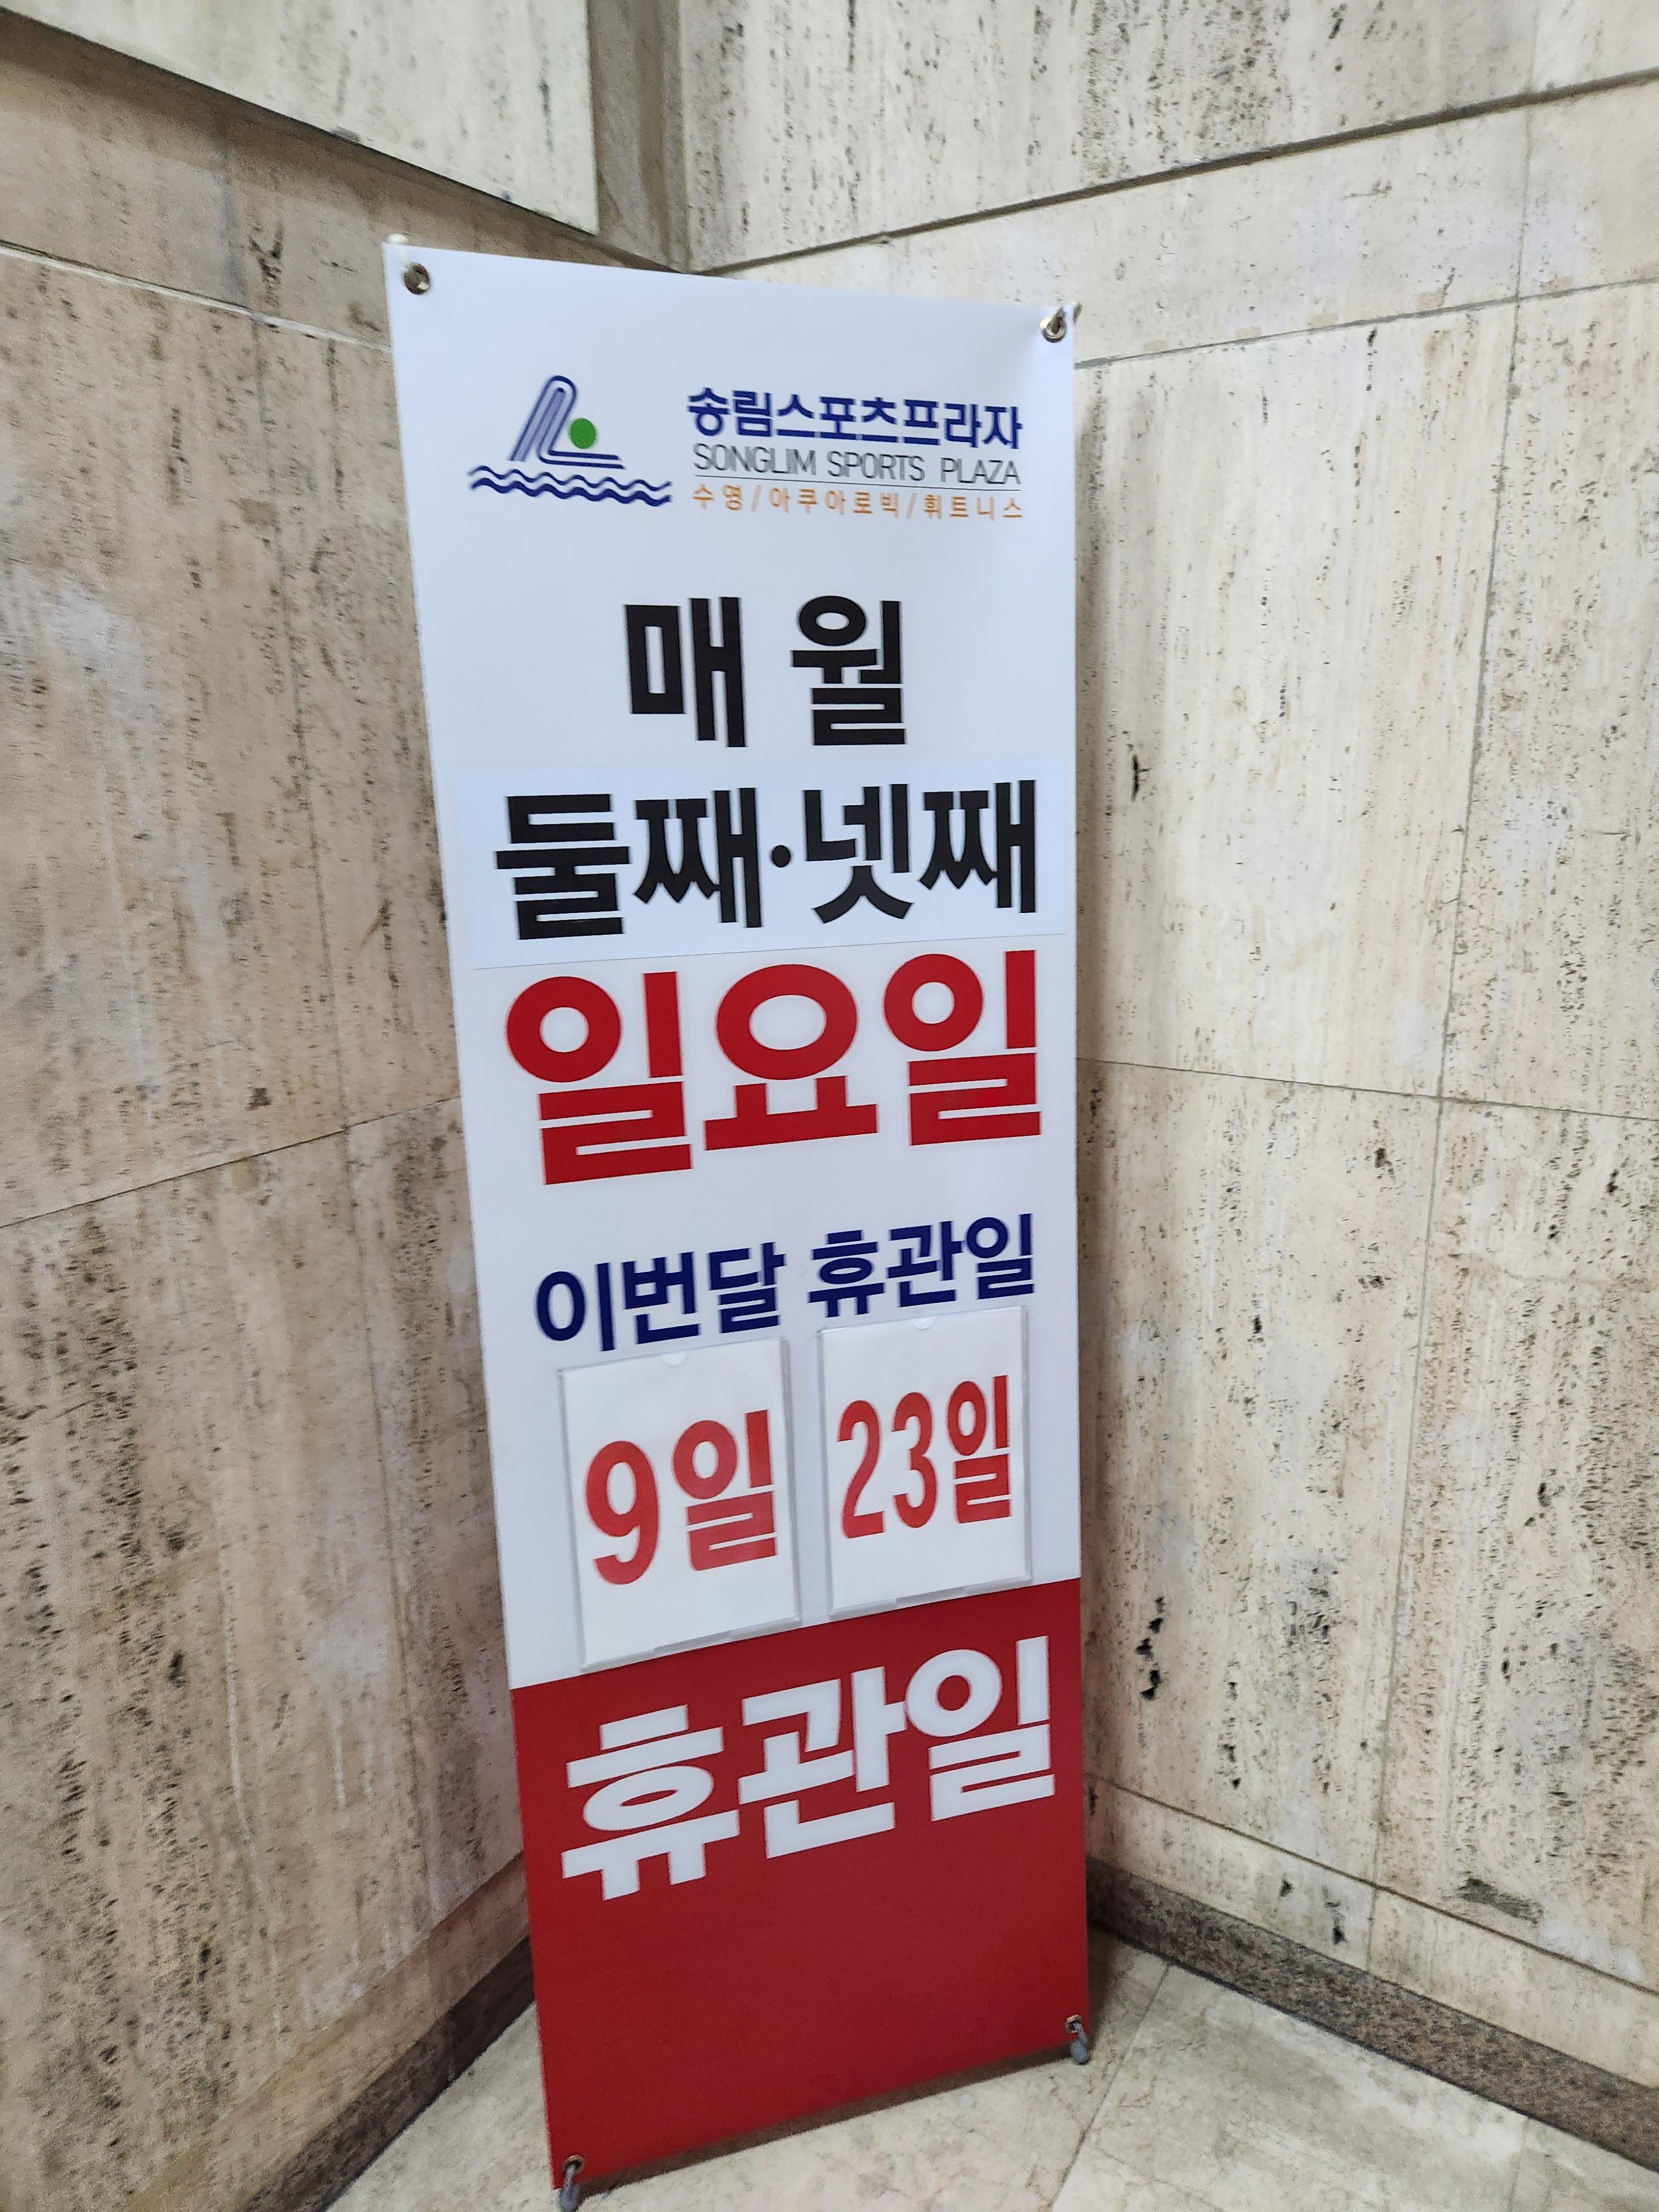 송림스포츠프라자
SONGLIM SPORTS PLAZA
수영/아쿠아로빅/휘트니스
매 월
둘째·넷째
일요일
이번달 휴관일
9일 23일
휴관일